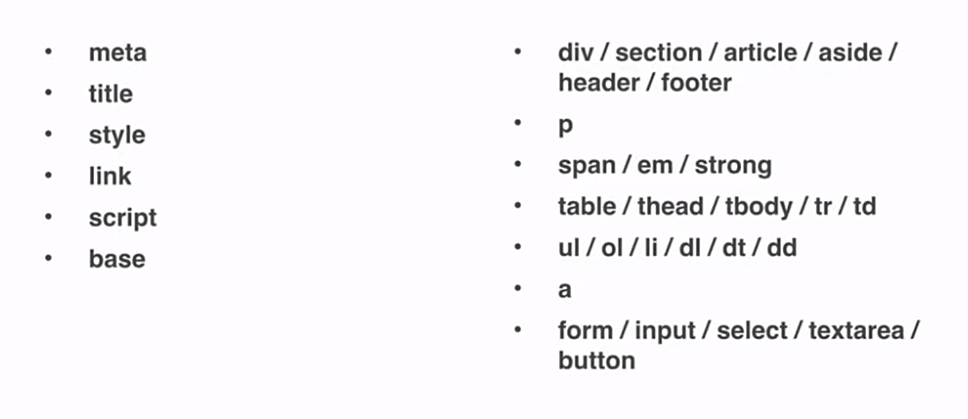 • meta
• title
• style
• link
• script
• base
• div / section / article / aside /
header / footer
• p
• span / em / strong
• table / thead / tbody / tr / td
• ul / ol / li / dl / dt / dd
• a
• form / input / select / textarea /
button